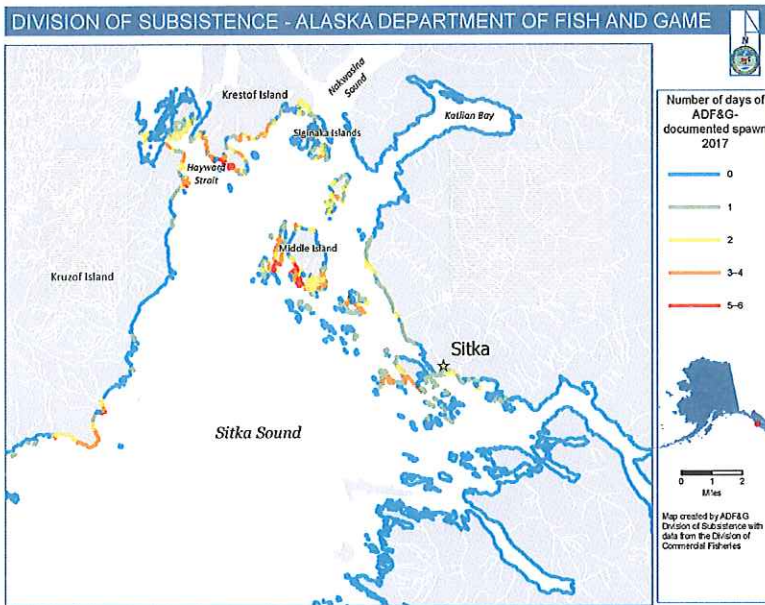 DIVISION OF SUBSISTENCE - ALASKA DEPARTMENT OF FISH AND GAME
N
Krestof Island
Nakwasina
Sound
Katlian Bay
Siginaka Islands
Hayward
Strait
Middle Island
Kruzof Island
Sitka
Sitka Sound
Number of days of
ADF&G-
documented spawn
2017
0
1
2
3-4
5-6
0 1 2
Miles
Map created by ADF&G
Division of Subsistence with
data from the Division of
Commercial Fisheries